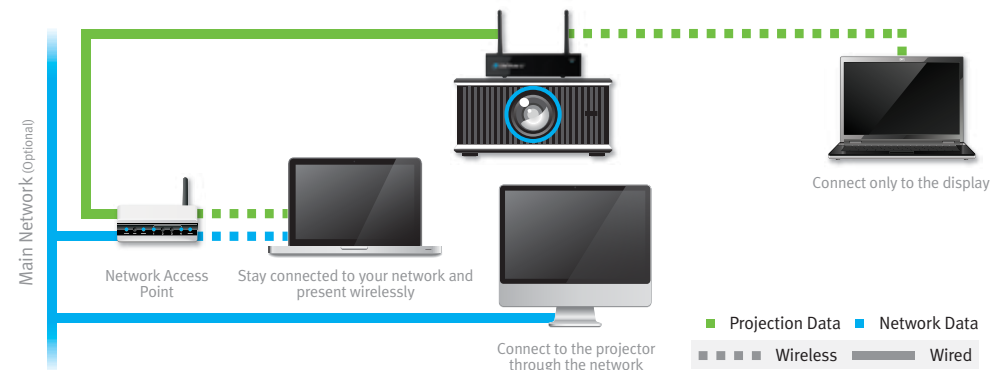 Main Network (Optional)
Connect only to the display
Network Access
Point
Stay connected to your network and
present wirelessly
Connect to the projector
through the network
Projection Data
Network Data
Wireless
Wired